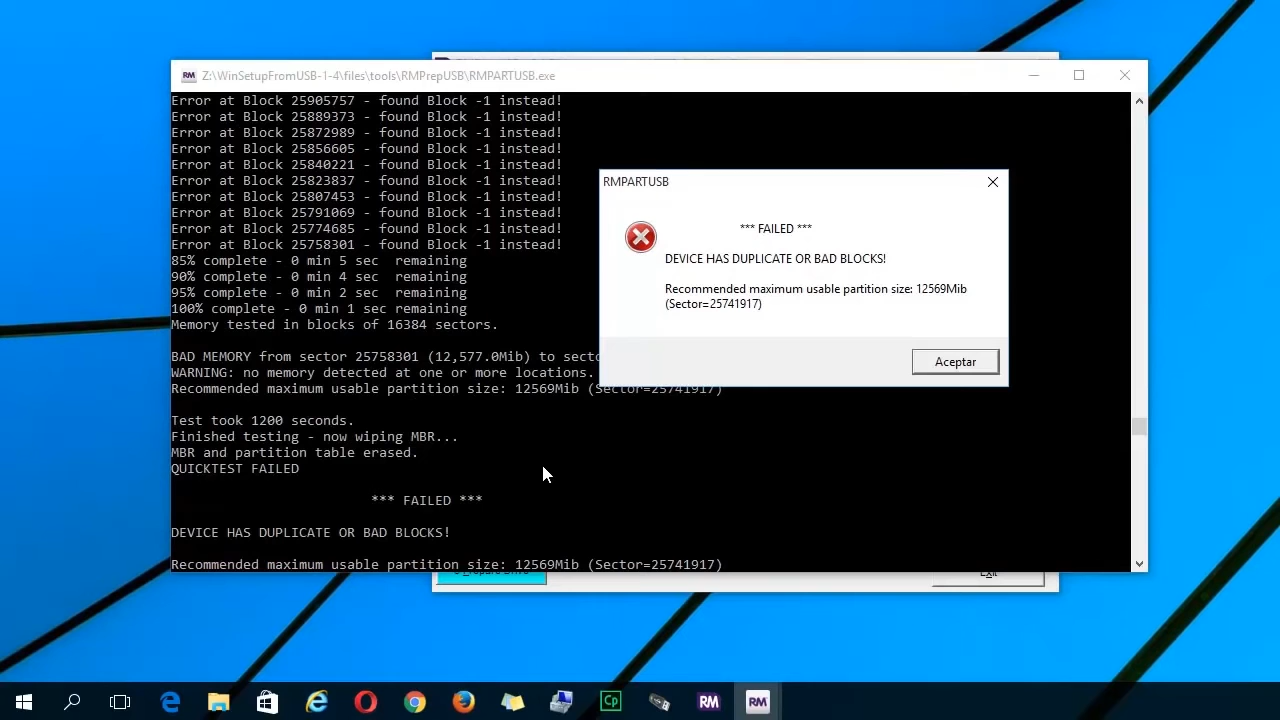 Z:\WinSetupFromUSB-1-4\files\tools\RMPrepUSB\RMPARTUSB.exe
Error at Block 25905757 - found Block -1 instead!
Error at Block 25889373 - found Block -1 instead!
Error at Block 25872989 - found Block -1 instead!
Error at Block 25856605 - found Block -1 instead!
Error at Block 25840221 - found Block -1 instead!
Error at Block 25823837 - found Block -1 instead!
Error at Block 25807453 - found Block -1 instead!
Error at Block 25791069 - found Block -1 instead!
Error at Block 25774685 - found Block -1 instead!
Error at Block 25758301 - found Block -1 instead!
85% complete - 0 min 5 sec  remaining
90% complete - 0 min 4 sec  remaining
95% complete - 0 min 2 sec  remaining
100% complete - 0 min 1 sec remaining
Memory tested in blocks of 16384 sectors.
BAD MEMORY from sector 25758301 (12,577.0Mib) to secto
WARNING: no memory detected at one or more locations.
Recommended maximum usable partition size: 12569Mib (Sector=25741917)
Test took 1200 seconds.
Finished testing - now wiping MBR...
MBR and partition table erased.
QUICKTEST FAILED
*** FAILED ***
DEVICE HAS DUPLICATE OR BAD BLOCKS!
Recommended maximum usable partition size: 12569Mib (Sector=25741917)
RMPARTUSB
*** FAILED ***
DEVICE HAS DUPLICATE OR BAD BLOCKS!
Recommended maximum usable partition size: 12569Mib
(Sector=25741917)
Aceptar
Exit
RM
Cp
RM
RM